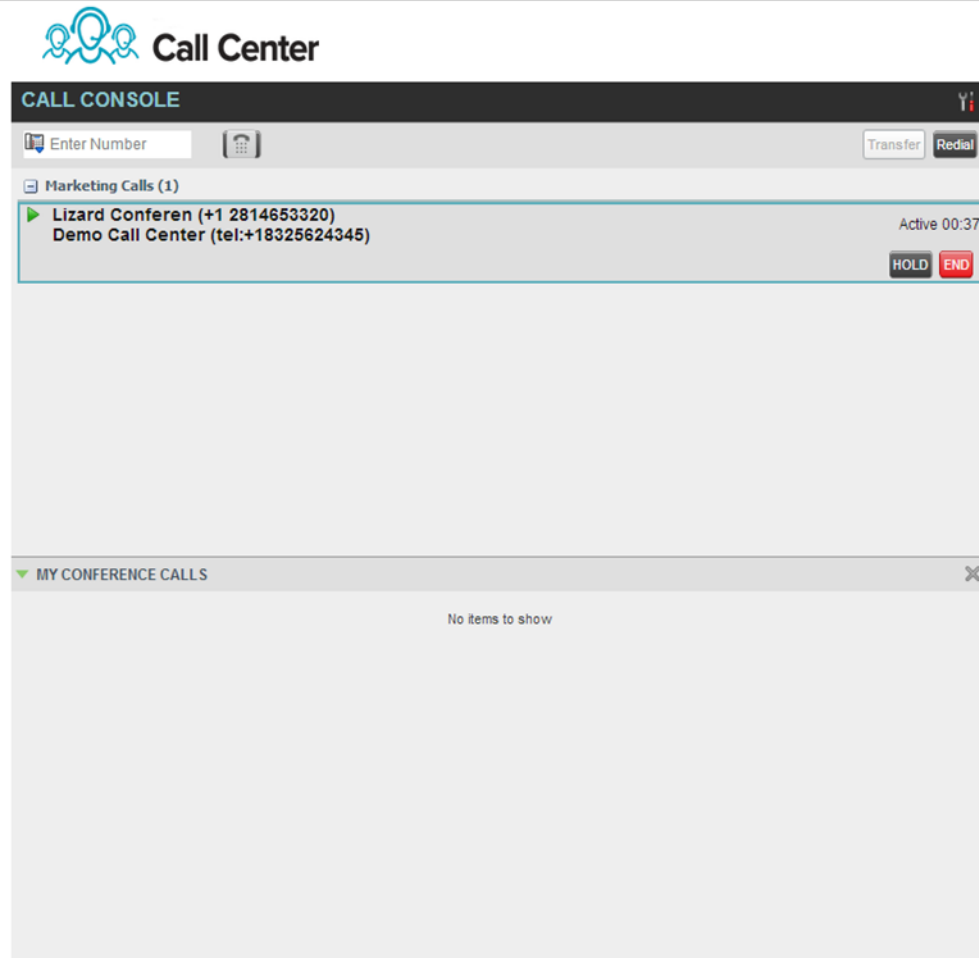 Call Center
CALL CONSOLE
Enter Number
Transfer
Redial
Marketing Calls (1)
Lizard Conferen (+1 2814653320)
Active 00:37
Demo Call Center (tel:+18325624345)
HOLD
END
MY CONFERENCE CALLS
No items to show